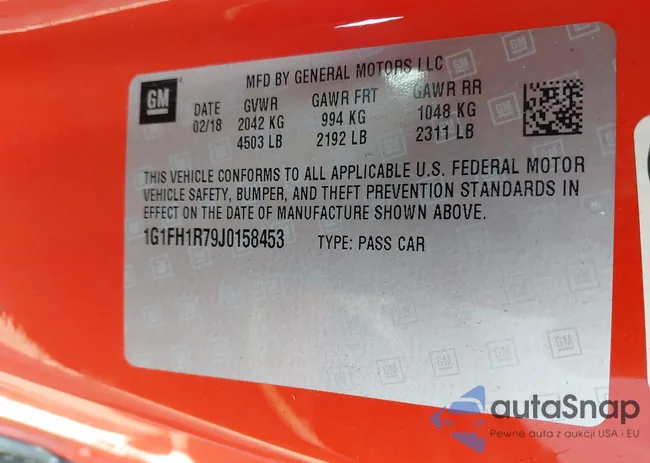 MFD BY GENERAL MOTORS LLC
GM
DATE GVWR GAWR FRT GAWR RR
02/18 2042 KG 994 KG 1048 KG
4503 LB 2192 LB 2311 LB
THIS VEHICLE CONFORMS TO ALL APPLICABLE U.S. FEDERAL MOTOR
VEHICLE SAFETY, BUMPER, AND THEFT PREVENTION STANDARDS IN
EFFECT ON THE DATE OF MANUFACTURE SHOWN ABOVE.
1G1FH1R79J0158453 TYPE: PASS CAR
autaSnap
Pewne auta z aukcji USA i EU